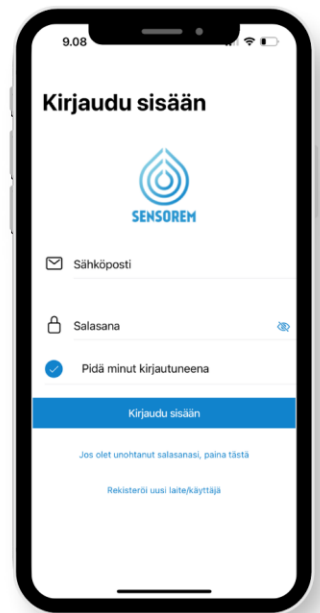 9.08
Kirjaudu sisään
SENSOREM
Sähköposti
Salasana
Pidä minut kirjautuneena
Kirjaudu sisään
Jos olet unohtanut salasanasi, paina tästä
Rekisteröi uusi laite/käyttäjä